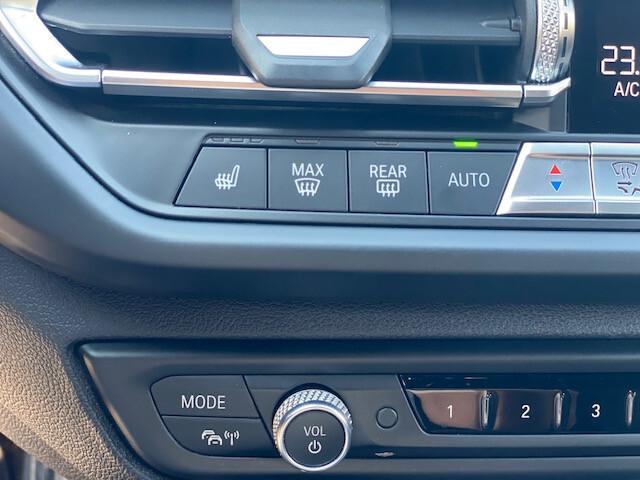 23.
A/C
MAX
REAR
AUTO
MODE
VOL
1 2 3